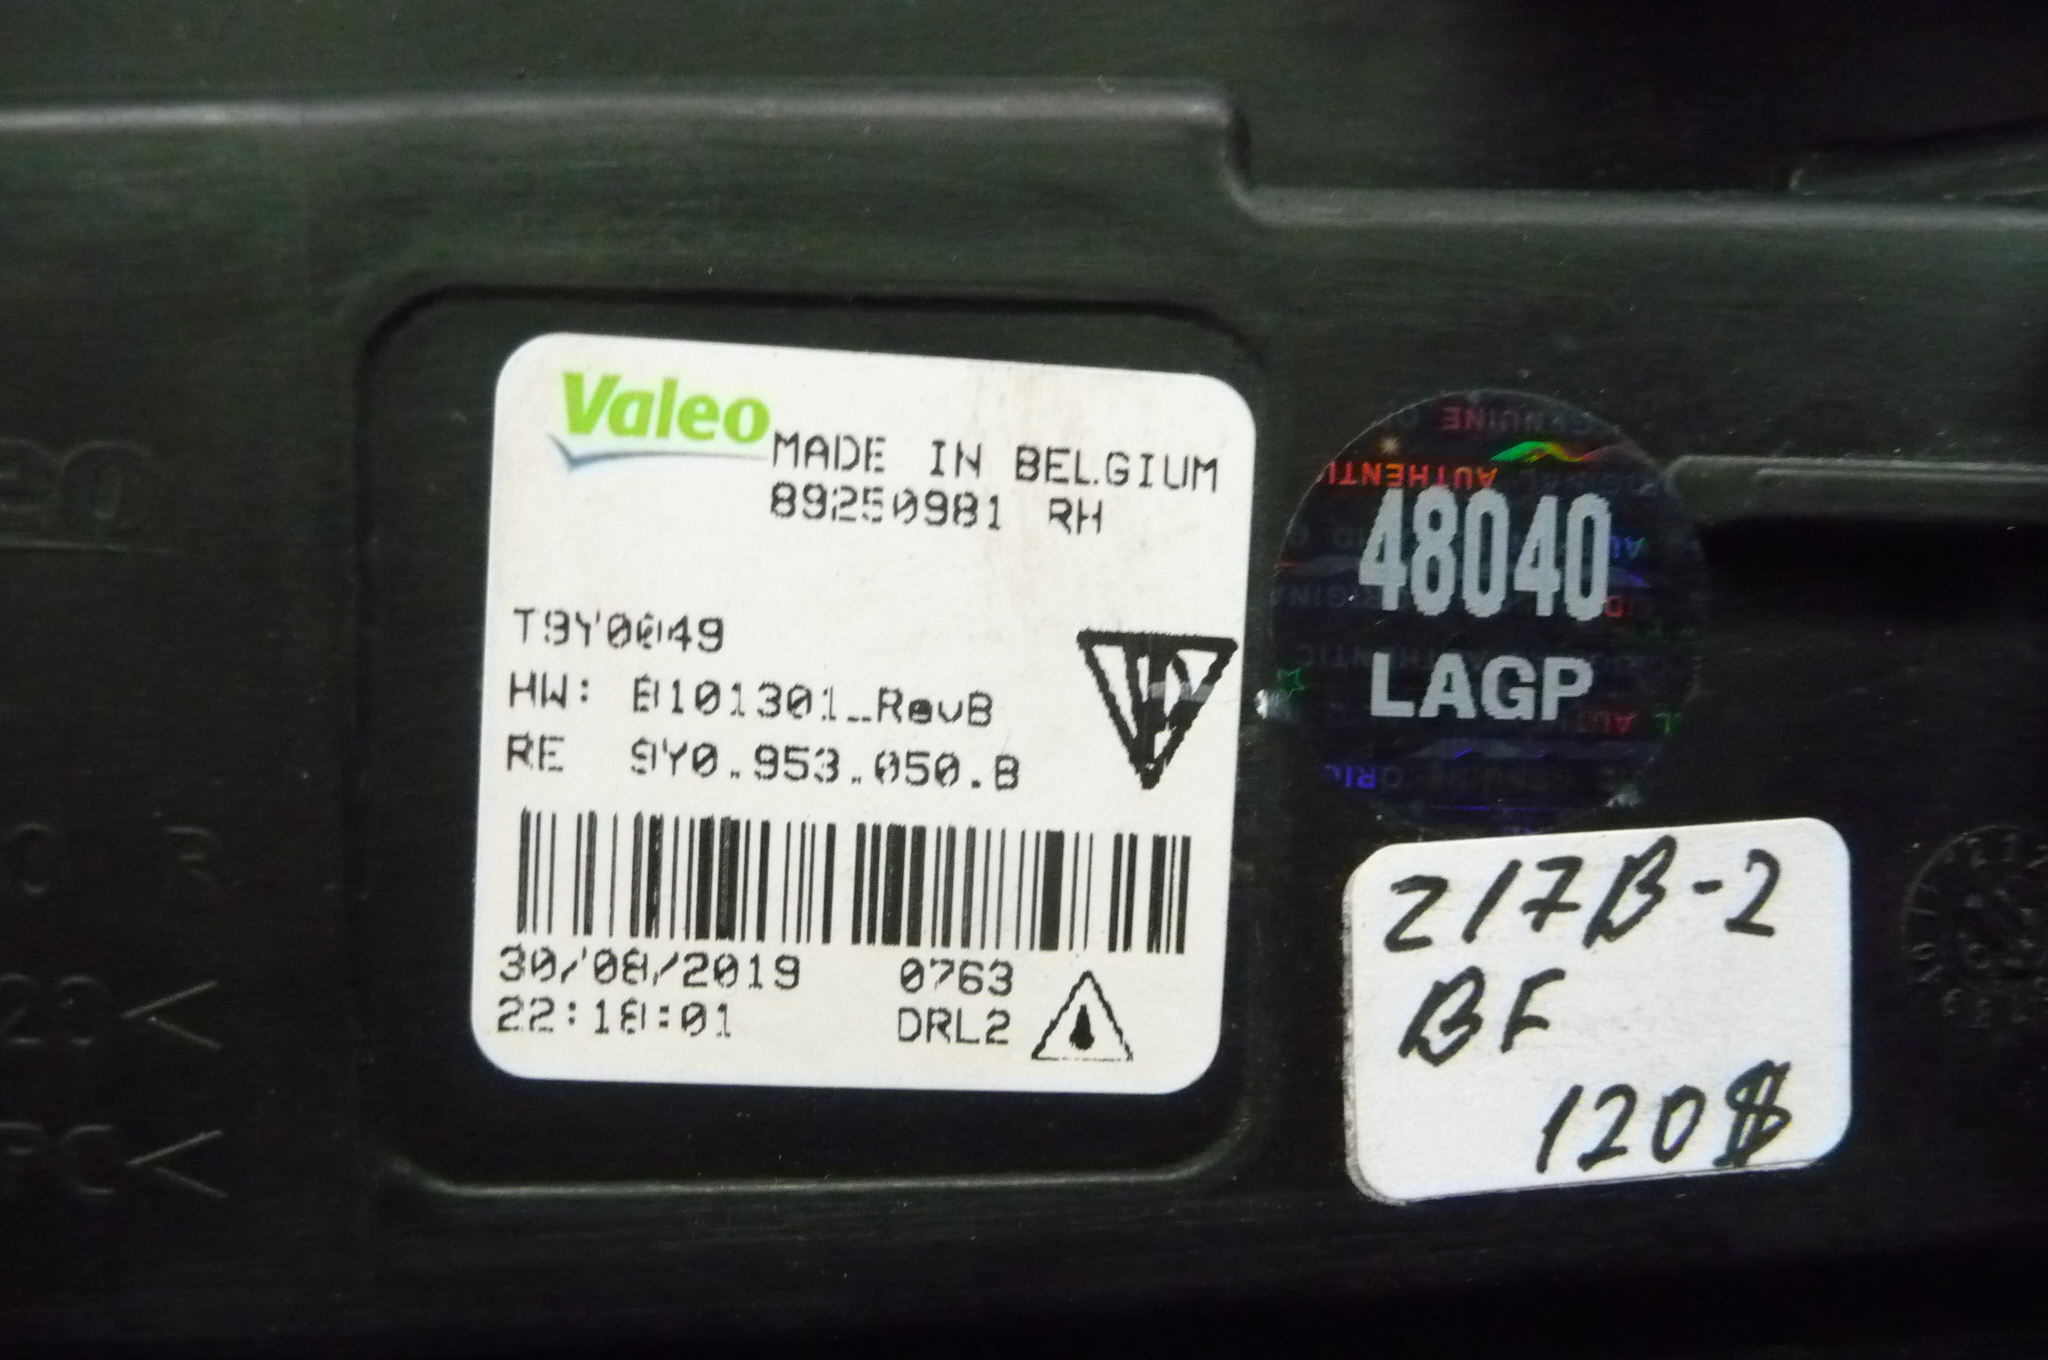 Valeo
MADE IN BELGIUM
89250981 RH
T9Y0049
HW: B101301_RevB
RE 9Y0.953.050.B
30/08/2019 0763
22:18:01 DRL2
AUTHENTIC
48040
LAGP
217B-2
BF
120$